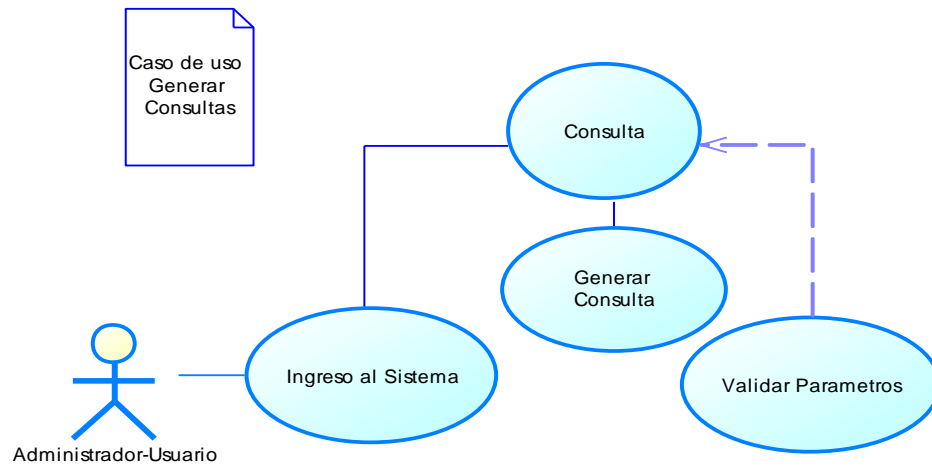 Caso de uso
Generar
Consultas
Consulta
Generar
Consulta
Ingreso al Sistema
Validar Parametros
Administrador-Usuario